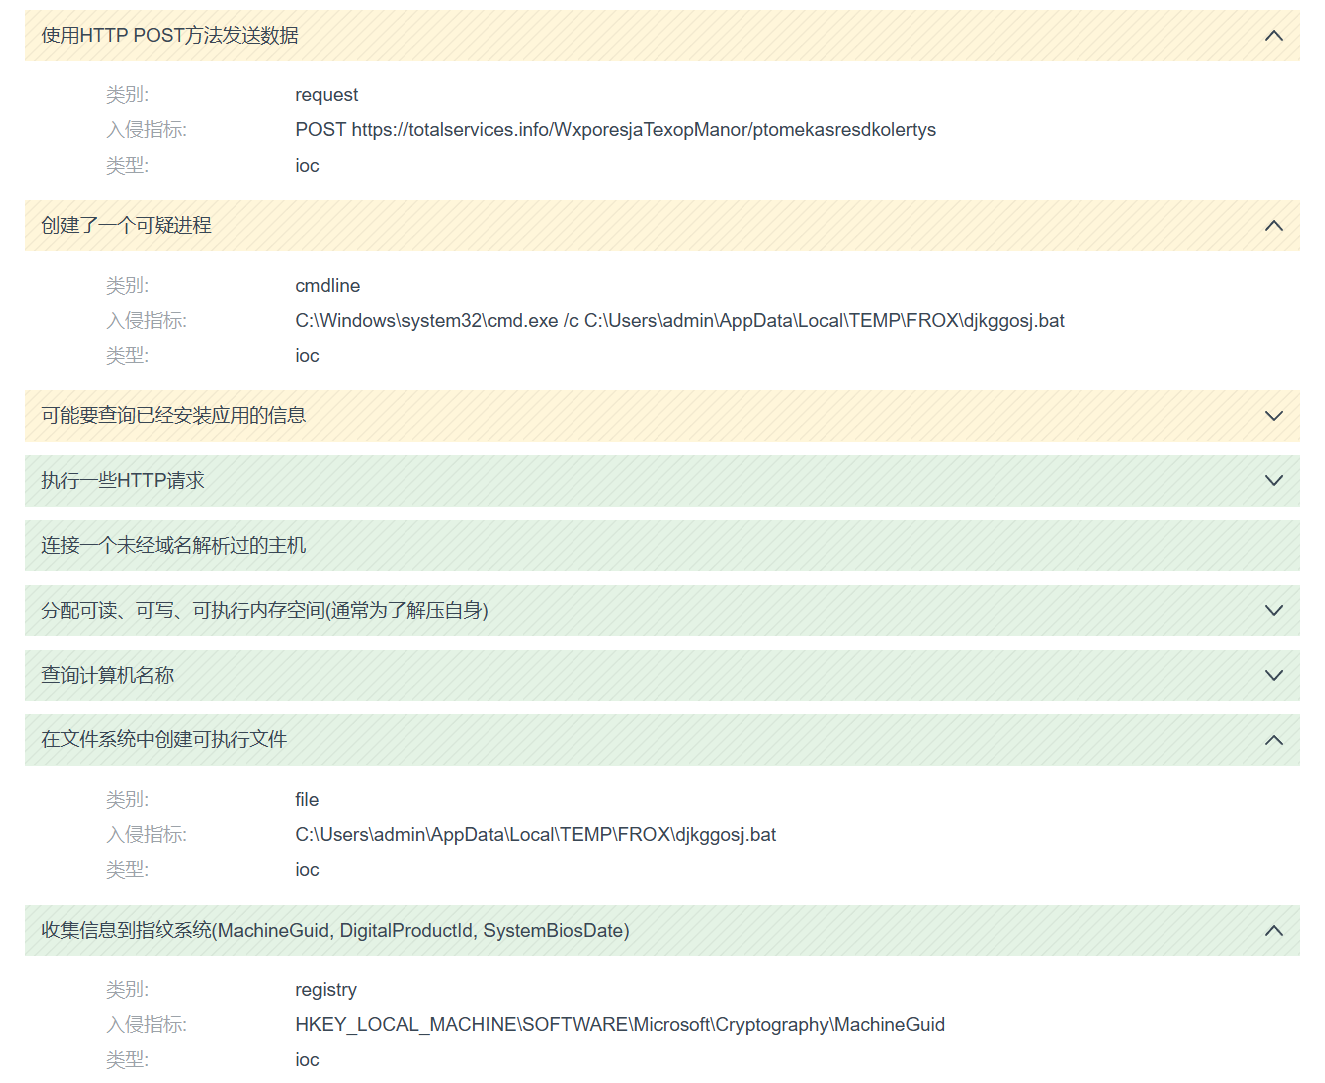 使用HTTP POST方法发送数据
类别: request
入侵指标: POST https://totalservices.info/WxporesjaTexopManor/ptomekasresdkolertys
类型: ioc
创建了一个可疑进程
类别: cmdline
入侵指标: C:\Windows\system32\cmd.exe /c C:\Users\admin\AppData\Local\TEMP\FROX\djkggosj.bat
类型: ioc
可能要查询已经安装应用的信息
执行一些HTTP请求
连接一个未经域名解析过的主机
分配可读、可写、可执行内存空间(通常为了解压自身)
查询计算机名称
在文件系统中创建可执行文件
类别: file
入侵指标: C:\Users\admin\AppData\Local\TEMP\FROX\djkggosj.bat
类型: ioc
收集信息到指纹系统(MachineGuid, DigitalProductId, SystemBiosDate)
类别: registry
入侵指标: HKEY_LOCAL_MACHINE\SOFTWARE\Microsoft\Cryptography\MachineGuid
类型: ioc